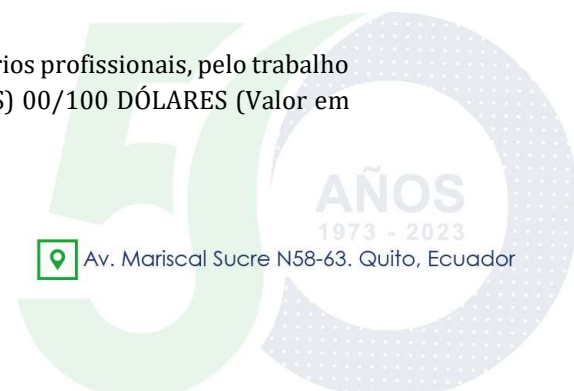 rios profissionais, pelo trabalho
S) 00/100 DÓLARES (Valor em
50
AÑOS
1973 - 2023
Av. Mariscal Sucre N58-63. Quito, Ecuador